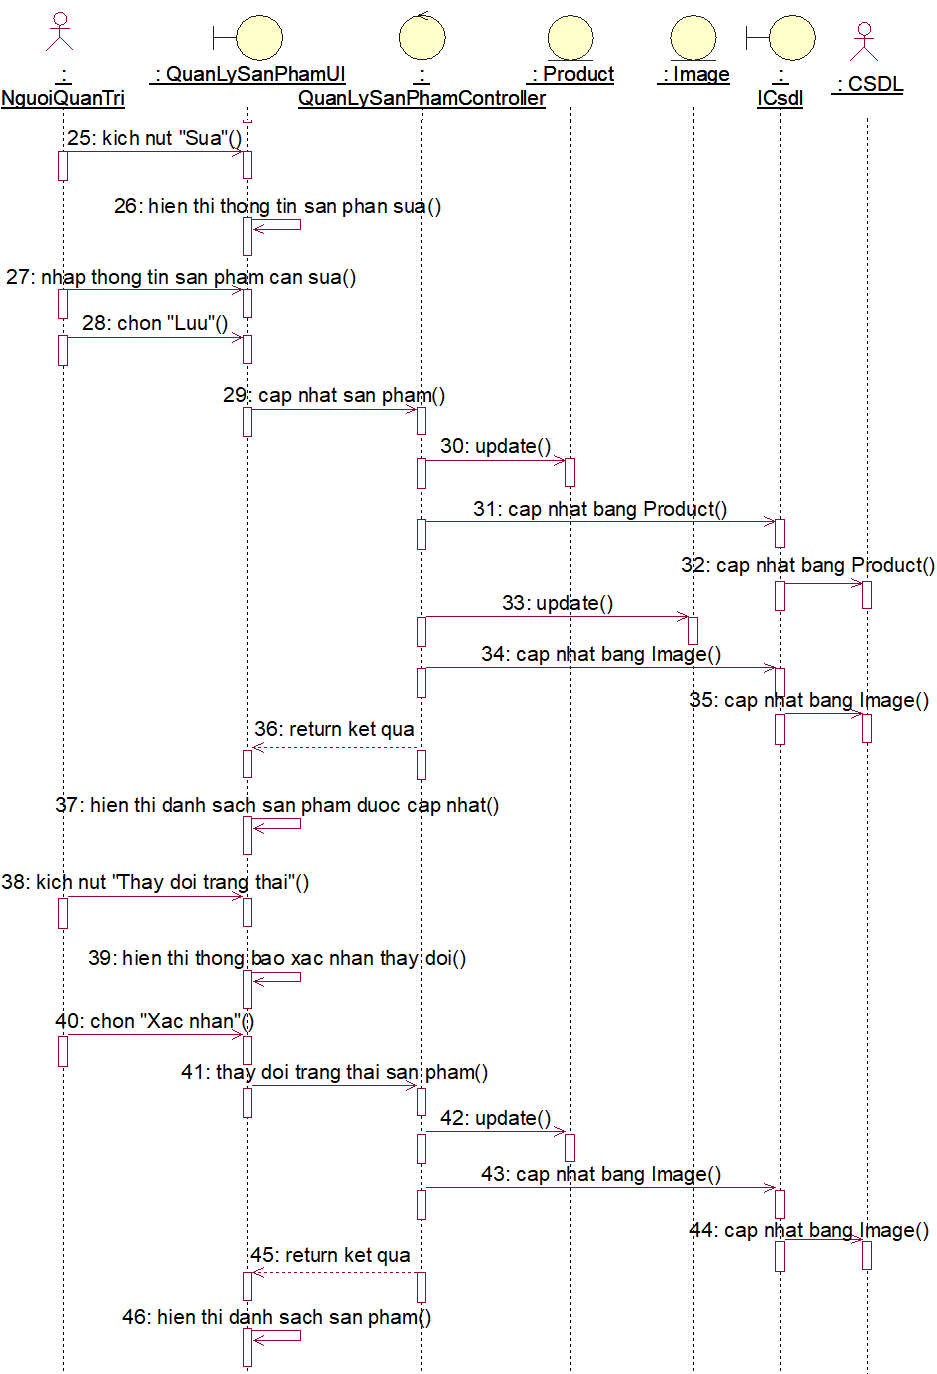 :
NguoiQuanTri
: QuanLySanPhamUI
:
QuanLySanPhamController
: Product
: Image
:
ICsdl
: CSDL
25: kich nut "Sua"()
26: hien thi thong tin san phan sua()
27: nhap thong tin san pham can sua()
28: chon "Luu"()
29: cap nhat san pham()
30: update()
31: cap nhat bang Product()
32: cap nhat bang Product()
33: update()
34: cap nhat bang Image()
35: cap nhat bang Image()
36: return ket qua
37: hien thi danh sach san pham duoc cap nhat()
38: kich nut "Thay doi trang thai"()
39: hien thi thong bao xac nhan thay doi()
40: chon "Xac nhan"()
41: thay doi trang thai san pham()
42: update()
43: cap nhat bang Image()
44: cap nhat bang Image()
45: return ket qua
46: hien thi danh sach san pham()